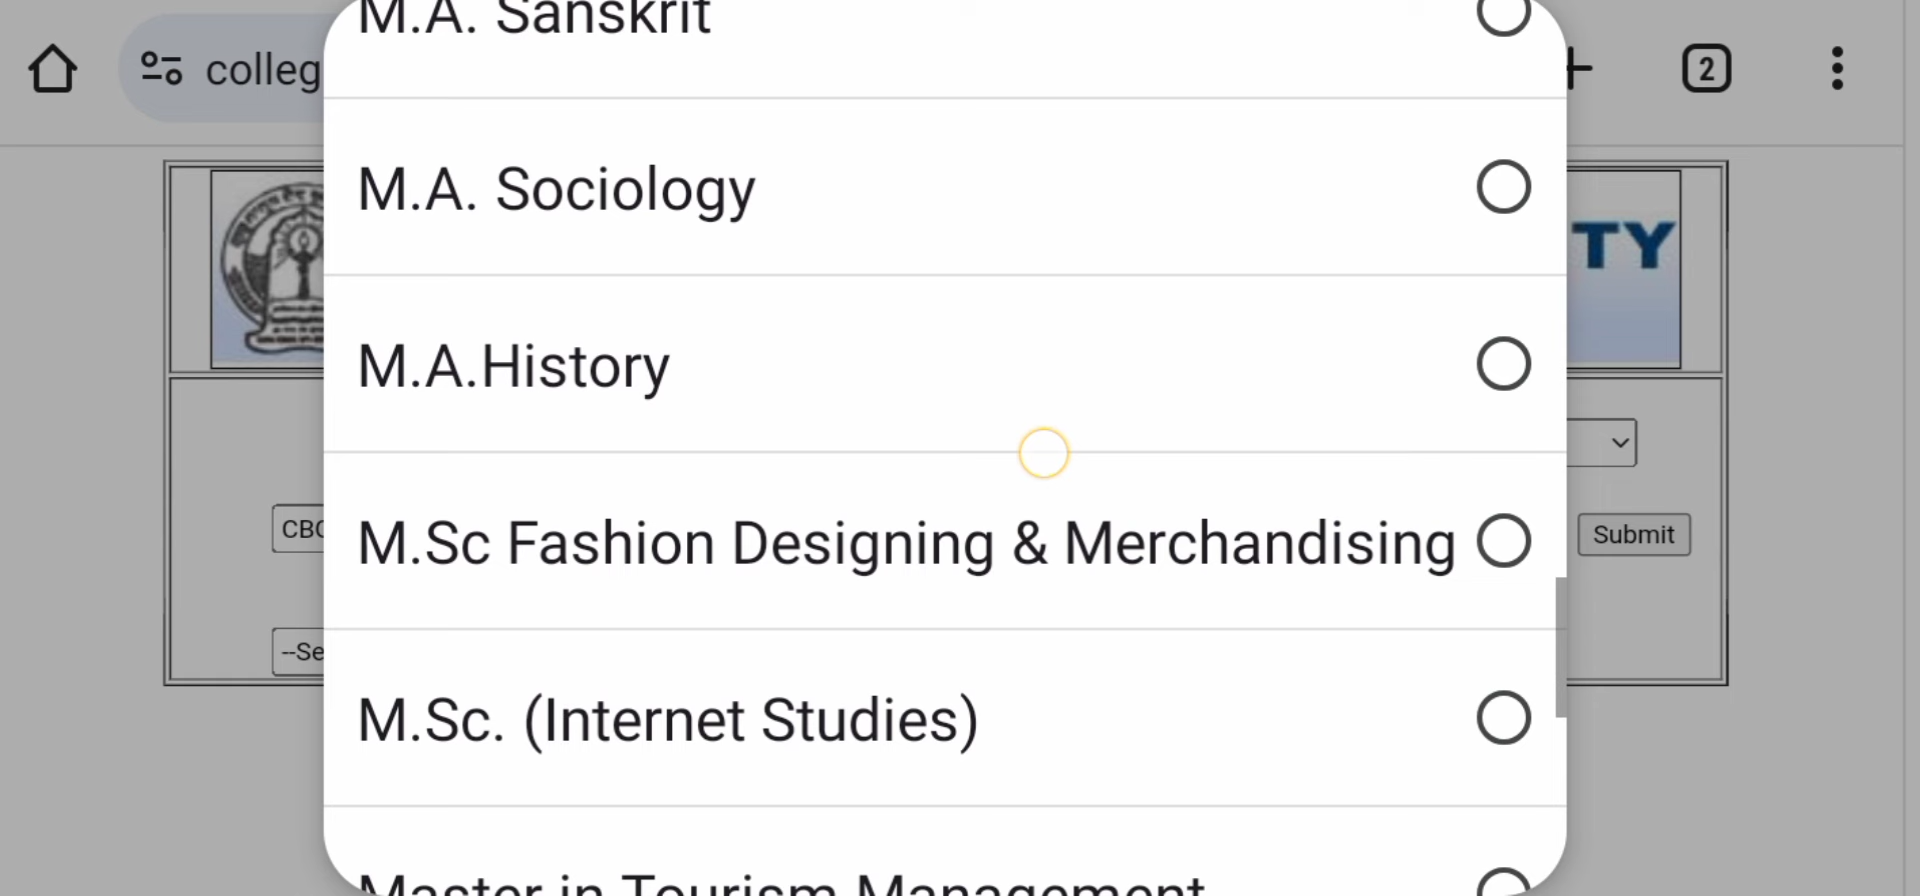 M.A. Sanskrit
colleg
2
M.A. Sociology
TY
M.A.History
CBC
M.Sc Fashion Designing & Merchandising
Submit
--Se
M.Sc. (Internet Studies)
Master in Tourism Management